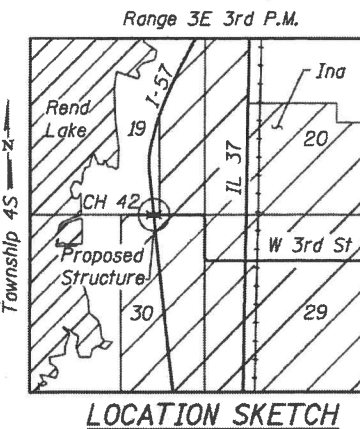 Range 3E 3rd P.M.
Township 4S
N
Rend
Lake
19
I-57
IL 37
Ina
20
CH 42
W 3rd St
Proposed
Structure
30
29
LOCATION SKETCH